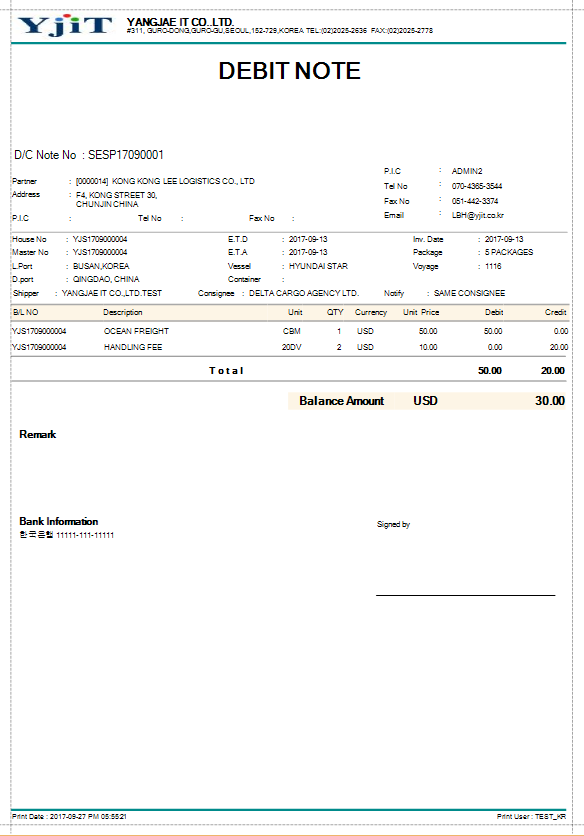 YJiT YANGJAE IT CO.,LTD.
#311, GURO-DONG,GURO-GU,SEOUL,152-729,KOREA TEL:(02)2025-2636 FAX:(02)2025-2778
DEBIT NOTE
D/C Note No : SESP17090001
P.I.C : ADMIN2
Partner : [0000014] KONG KONG LEE LOGISTICS CO., LTD
Tel No : 070-4365-3544
Address : F4, KONG STREET 30,
CHUNJIN CHINA
Fax No : 051-442-3374
P.I.C : Tel No : Fax No :
Email : LBH@yjit.co.kr
House No : YJS1709000004 E.T.D : 2017-09-13 Inv. Date : 2017-09-13
Master No : YJS1709000004 E.T.A : 2017-09-13 Package : 5 PACKAGES
L.Port : BUSAN,KOREA Vessel : HYUNDAI STAR Voyage : 1116
D.port : QINGDAO, CHINA Container :
Shipper : YANGJAE IT CO.,LTD.TEST Consignee : DELTA CARGO AGENCY LTD. Notify : SAME CONSIGNEE
B/L NO Description Unit QTY Currency Unit Price Debit Credit
YJS1709000004 OCEAN FREIGHT CBM 1 USD 50.00 50.00 0.00
YJS1709000004 HANDLING FEE 20DV 2 USD 10.00 0.00 20.00
Total 50.00 20.00
Balance Amount USD 30.00
Remark
Bank Information
Signed by
한국은행 11111-111-11111
Print Date : 2017-09-27 PM 05:55:21 Print User : TEST_KR